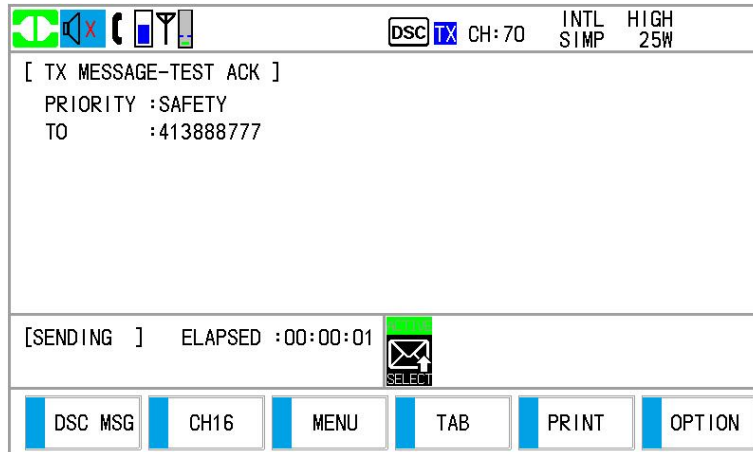 DSC TX CH:70 INTL SIMP HIGH 25W
[ TX MESSAGE-TEST ACK ]
PRIORITY :SAFETY
TO :413888777
[SENDING ] ELAPSED :00:00:01
SELECT
DSC MSG CH16 MENU TAB PRINT OPTION